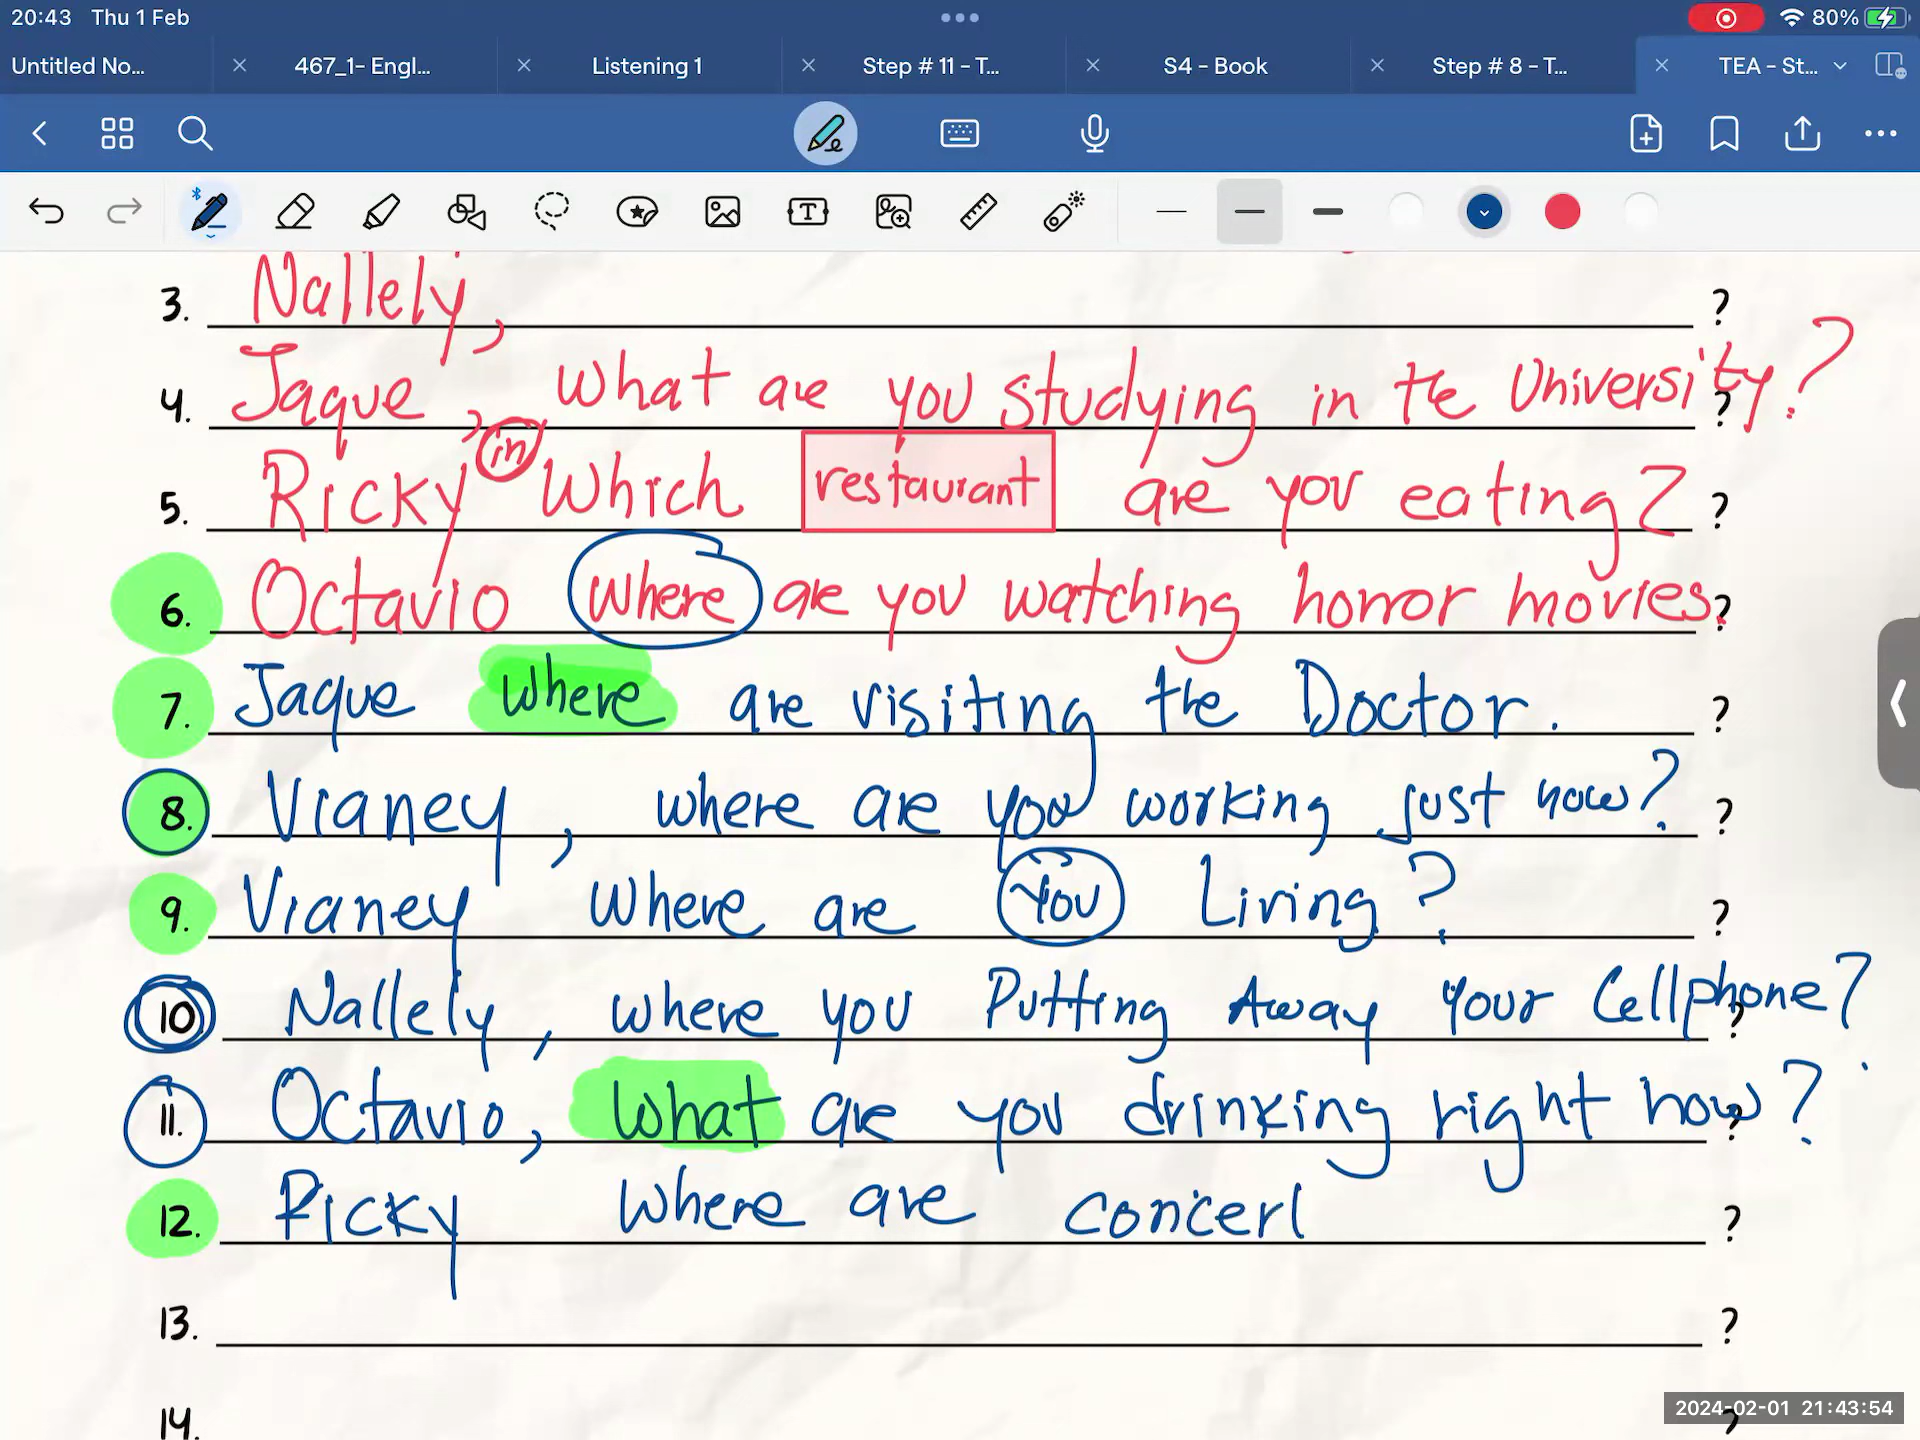 20:43 Thu 1 Feb
80%
Untitled No... 467_1- Engl... Listening 1 Step # 11 - T... S4 - Book Step # 8 - T... TEA - St...
3. Nallely, ?
4. Jaque, What are you studying in the University? ?
in
5. Ricky Which restaurant are you eating? ?
6. Octavio where are you watching horror movies. ?
7. Jaque where are visiting the Doctor. ?
8. Vianey, where are you working just now? ?
9. Vianey Where are You Living? ?
10. Nallely, where you Putting Away Your Cellphone? ?
11. Octavio, what are you drinking right now? ?
12. Ricky Where are concerl ?
13. ?
14. ?
2024-02-01 21:43:54